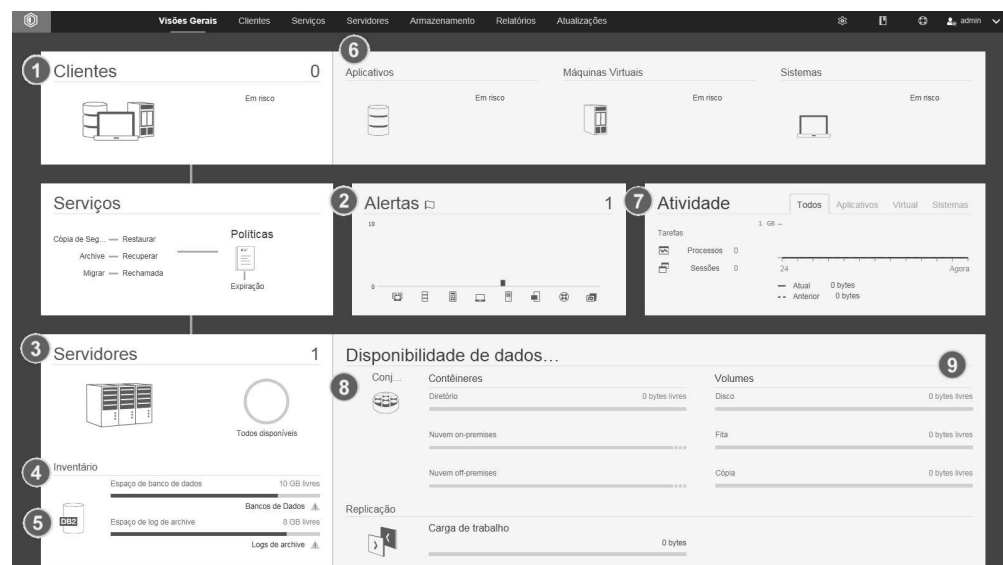 Visões Gerais Clientes Serviços Servidores Armazenamento Relatórios Atualizações admin
1 Clientes 0
Em risco
6
Aplicativos
Em risco
Máquinas Virtuais
Em risco
Sistemas
Em risco
Serviços
Cópia de Seg... — Restaurar
Archive — Recuperar
Migrar — Rechamada
Políticas
Expiração
2 Alertas 1
10
0
7 Atividade
Todos Aplicativos Virtual Sistemas
Tarefas
Processos 0
Sessões 0
1 GB
24 Agora
Atual 0 bytes
Anterior 0 bytes
3 Servidores 1
Todos disponíveis
4 Inventário
Espaço de banco de dados 10 GB livres
Bancos de Dados
5 DB2
Espaço de log de archive 8 GB livres
Logs de archive
Disponibilidade de dados...
8 Conj...
Contêineres
Diretório 0 bytes livres
Nuvem on-premises
Nuvem off-premises
9
Volumes
Disco 0 bytes livres
Fita 0 bytes livres
Cópia 0 bytes livres
Replicação
Carga de trabalho
0 bytes